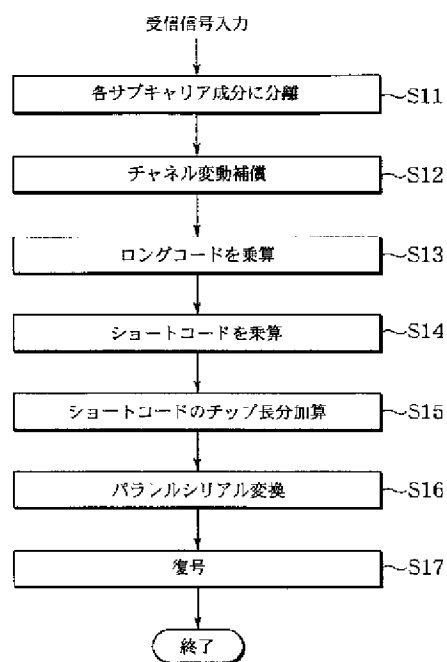 受信信号入力
各サブキャリア成分に分離
S11
チャネル変動補償
S12
ロングコードを乗算
S13
ショートコードを乗算
S14
ショートコードのチップ長分加算
S15
パラレルシリアル変換
S16
復号
S17
終了